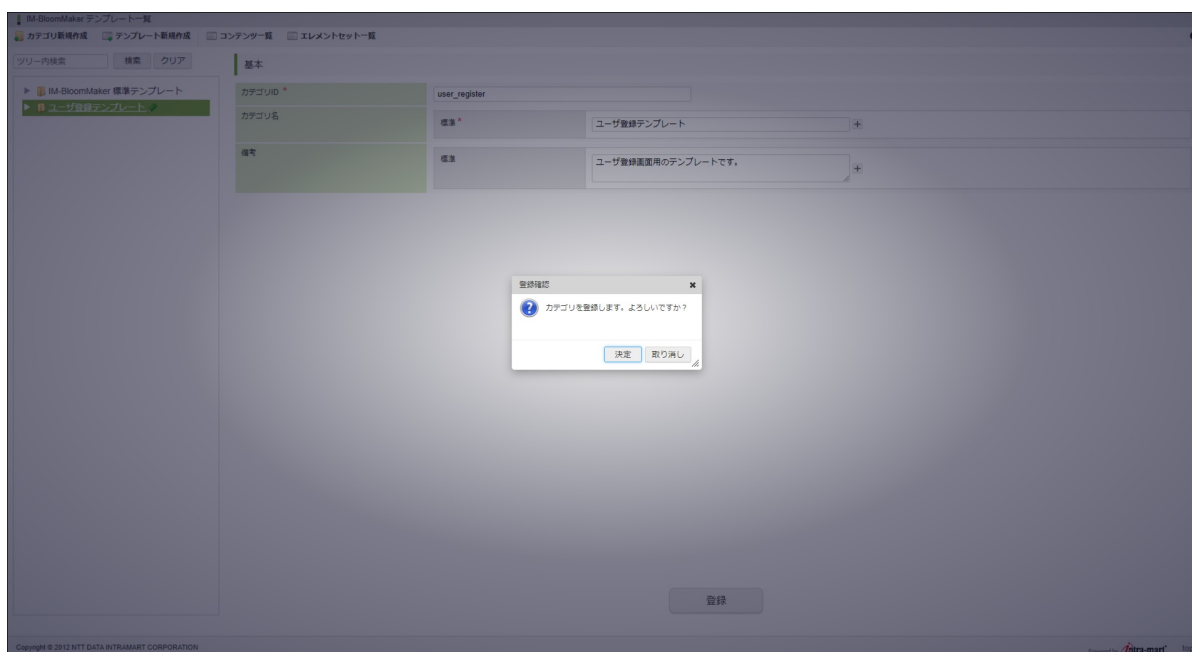 IM-BloomMaker テンプレート一覧
カテゴリ新規作成 テンプレート新規作成 コンテンツ一覧 エレメントセット一覧
ツリー内検索 検索 クリア
基本
IM-BloomMaker 標準テンプレート
ユーザ登録テンプレート
カテゴリID *
user_register
カテゴリ名
標準 *
ユーザ登録テンプレート
備考
標準
ユーザ登録画面用のテンプレートです。
登録確認
カテゴリを登録します。よろしいですか?
決定 取り消し
登録
Copyright © 2012 NTT DATA INTRAMART CORPORATION
Powered by intra-mart